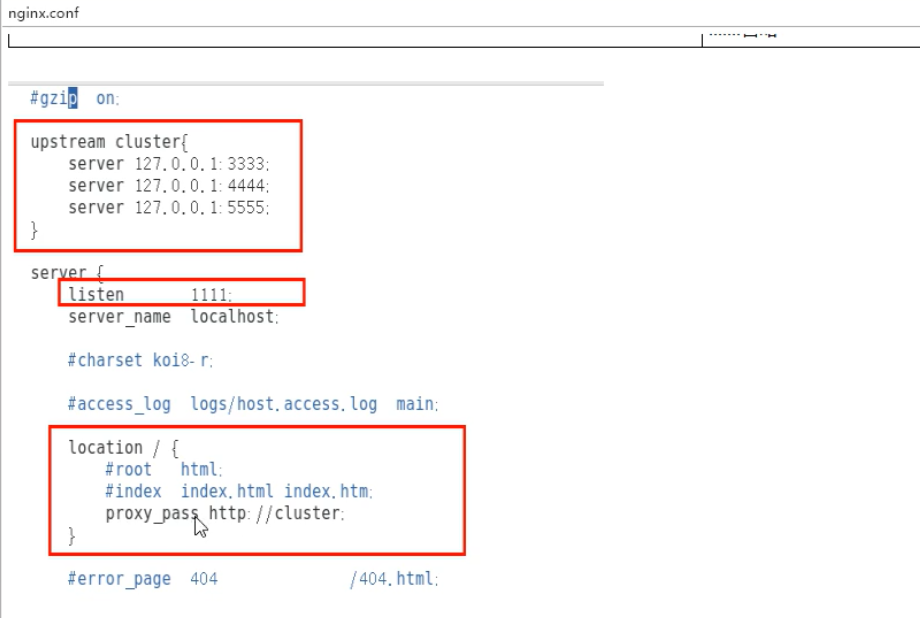 nginx.conf
#gzip on;
upstream cluster{
server 127.0.0.1:3333;
server 127.0.0.1:4444;
server 127.0.0.1:5555;
}
server {
listen 1111;
server_name localhost;
#charset koi8-r;
#access_log logs/host.access.log main;
location / {
#root html;
#index index.html index.htm;
proxy_pass http://cluster;
}
#error_page 404 /404.html;